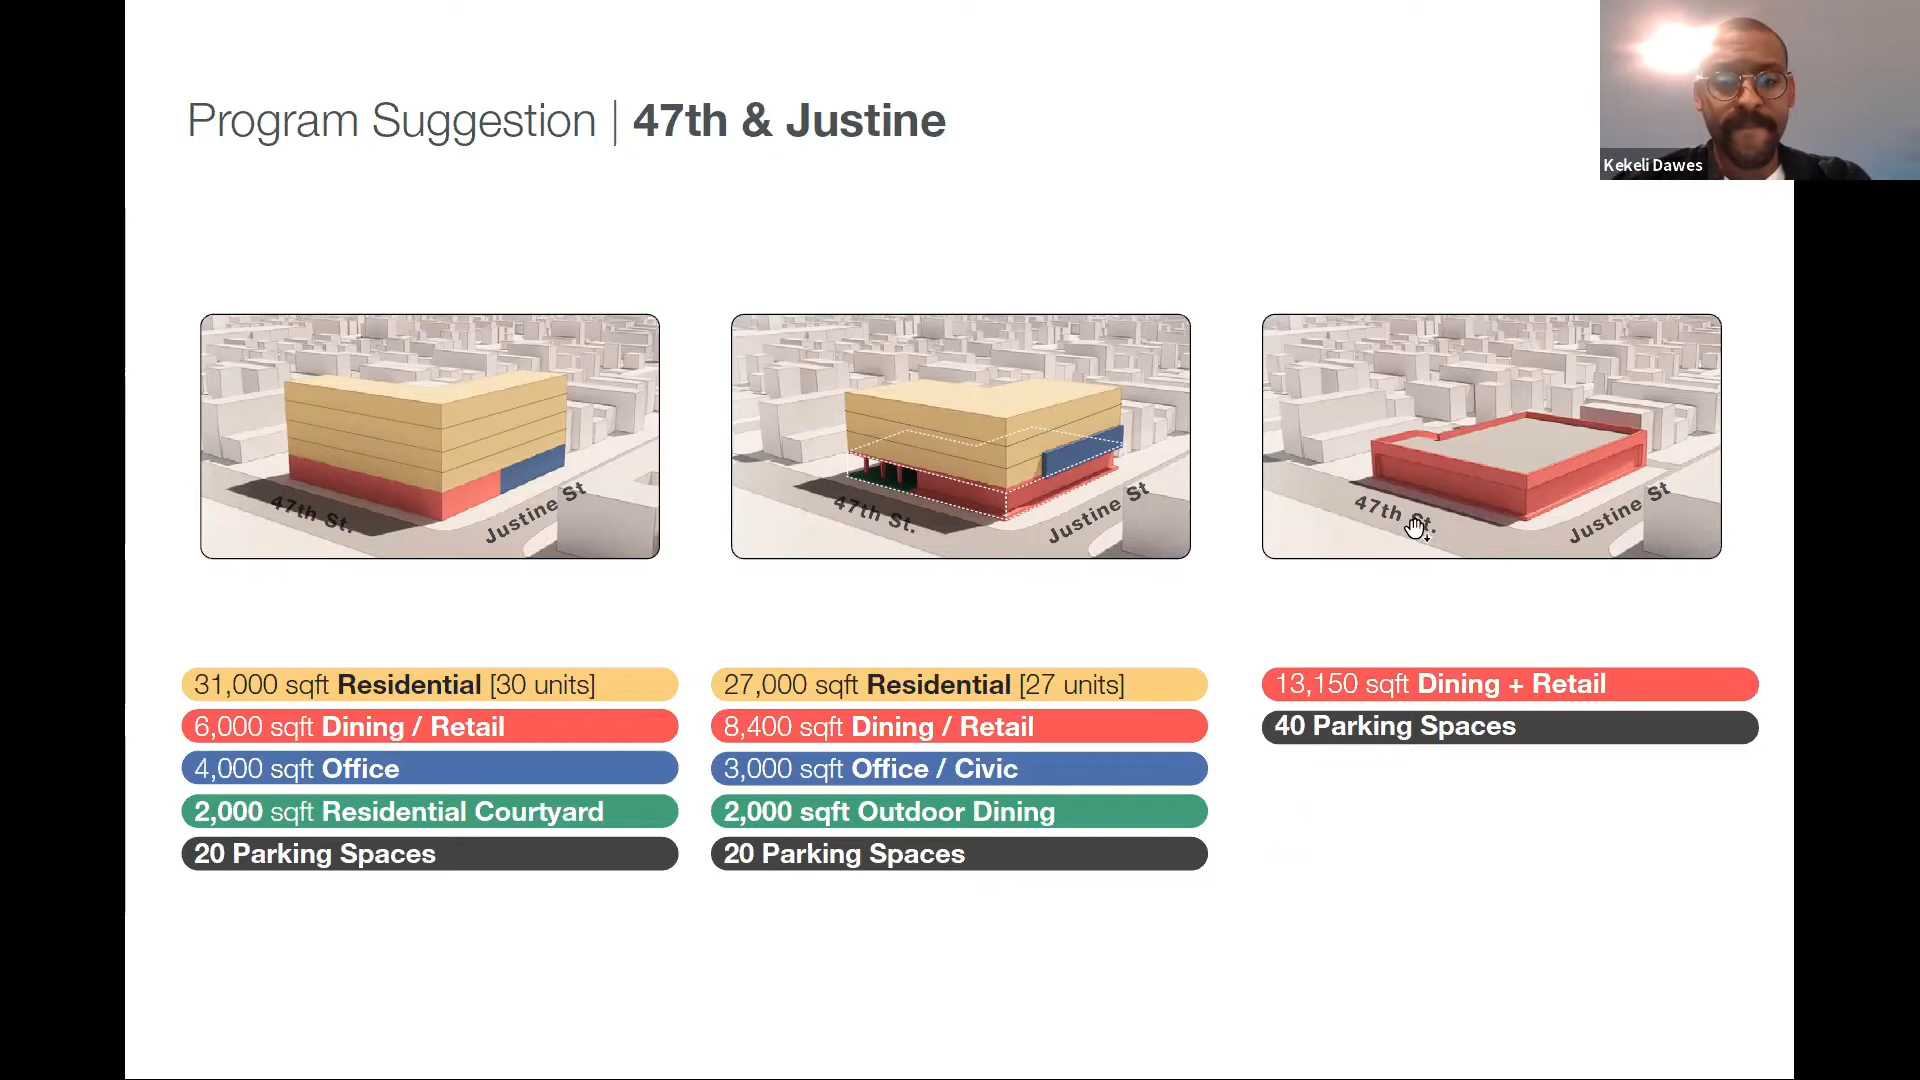 Program Suggestion | 47th & Justine
Kekeli Dawes
47th St.
Justine St
47th St.
Justine St
47th St.
Justine St
31,000 sqft Residential [30 units]
6,000 sqft Dining / Retail
4,000 sqft Office
2,000 sqft Residential Courtyard
20 Parking Spaces
27,000 sqft Residential [27 units]
8,400 sqft Dining / Retail
3,000 sqft Office / Civic
2,000 sqft Outdoor Dining
20 Parking Spaces
13,150 sqft Dining + Retail
40 Parking Spaces